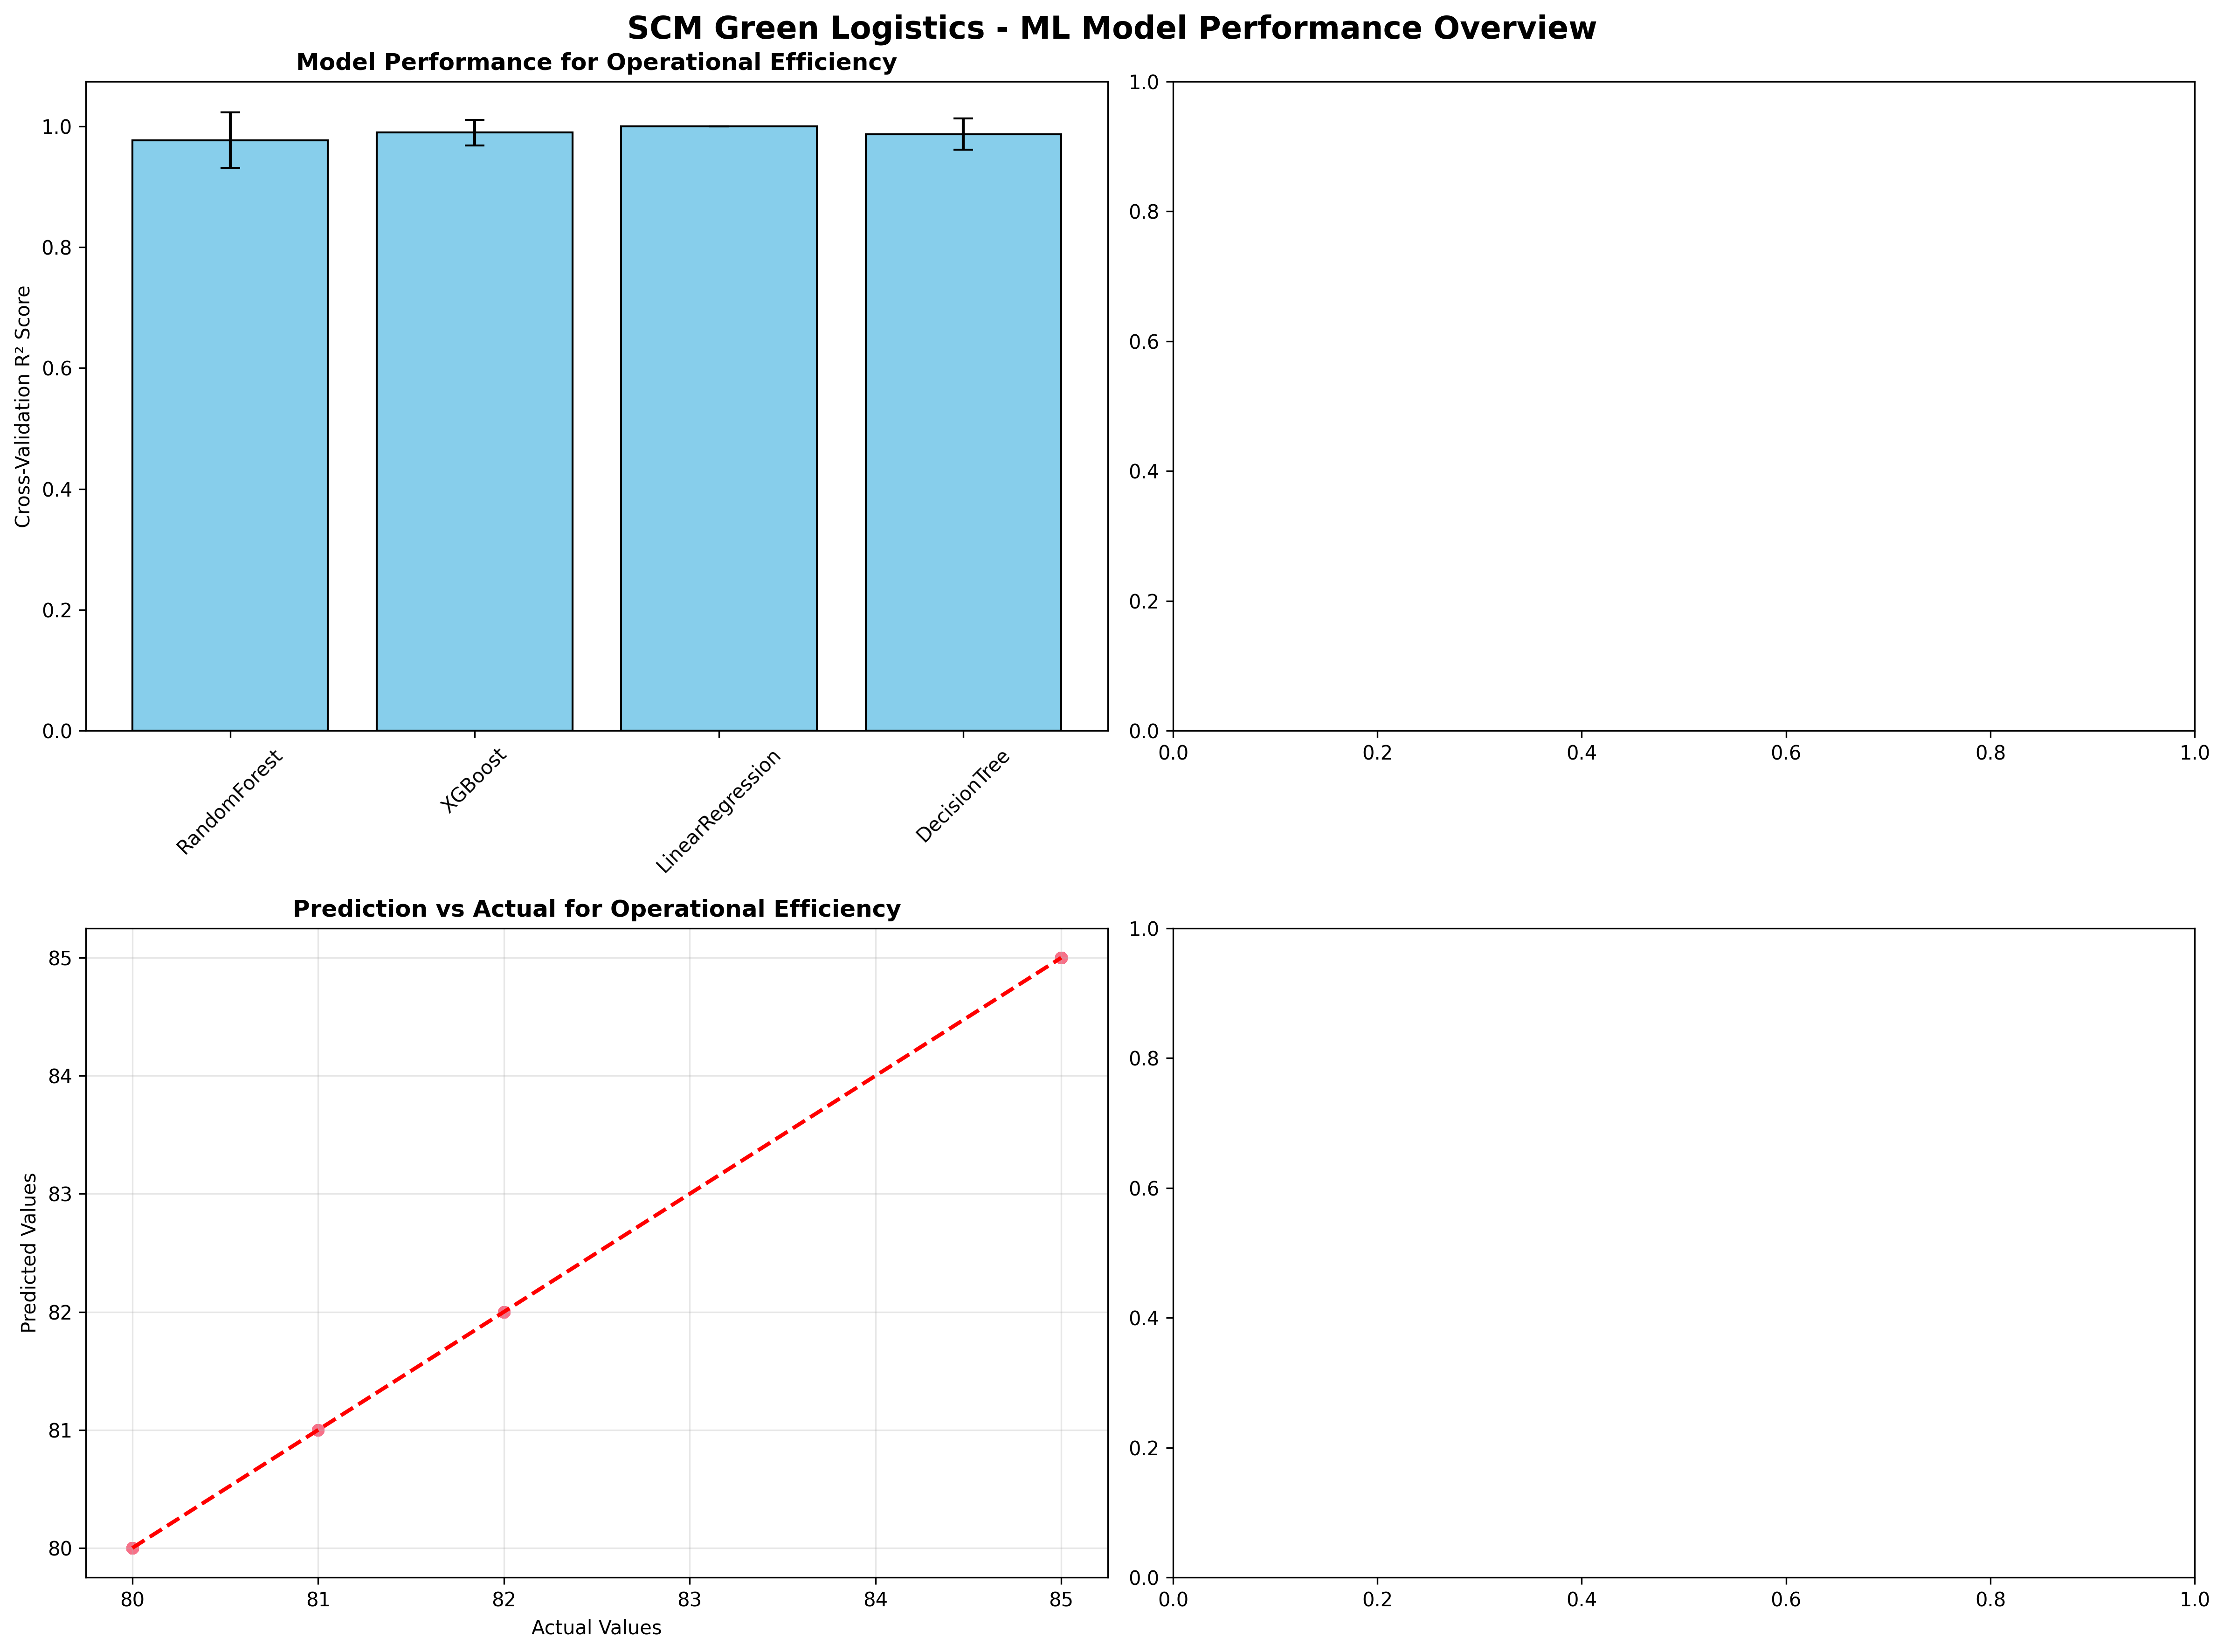 SCM Green Logistics - ML Model Performance Overview
Model Performance for Operational Efficiency
Cross-Validation R² Score
1.0
0.8
0.6
0.4
0.2
0.0
RandomForest
XGBoost
LinearRegression
DecisionTree
1.0
0.8
0.6
0.4
0.2
0.0
0.0 0.2 0.4 0.6 0.8 1.0
Prediction vs Actual for Operational Efficiency
Predicted Values
85
84
83
82
81
80
80 81 82 83 84 85
Actual Values
1.0
0.8
0.6
0.4
0.2
0.0
0.0 0.2 0.4 0.6 0.8 1.0